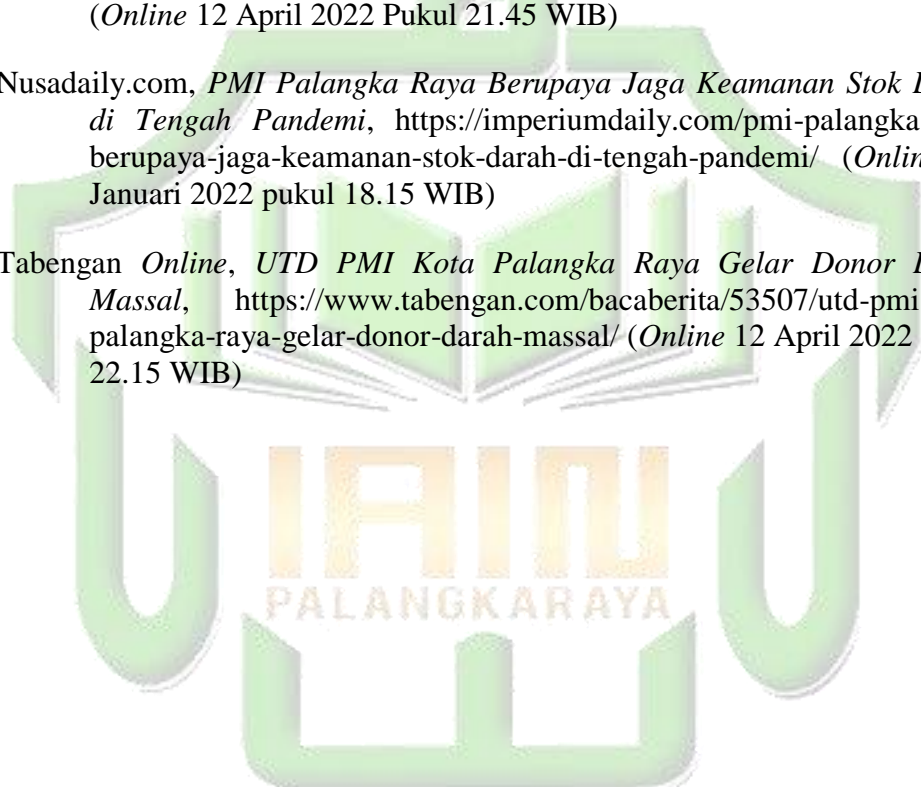 (Online 12 April 2022 Pukul 21.45 WIB)
Nusadaily.com, PMI Palangka Raya Berupaya Jaga Keamanan Stok
di Tengah Pandemi, https://imperiumdaily.com/pmi-palangka
berupaya-jaga-keamanan-stok-darah-di-tengah-pandemi/ (Onlin
Januari 2022 pukul 18.15 WIB)
Tabengan Online, UTD PMI Kota Palangka Raya Gelar Donor
Massal, https://www.tabengan.com/bacaberita/53507/utd-pmi
palangka-raya-gelar-donor-darah-massal/ (Online 12 April 2022
22.15 WIB)
IAIN
PALANGKARAYA